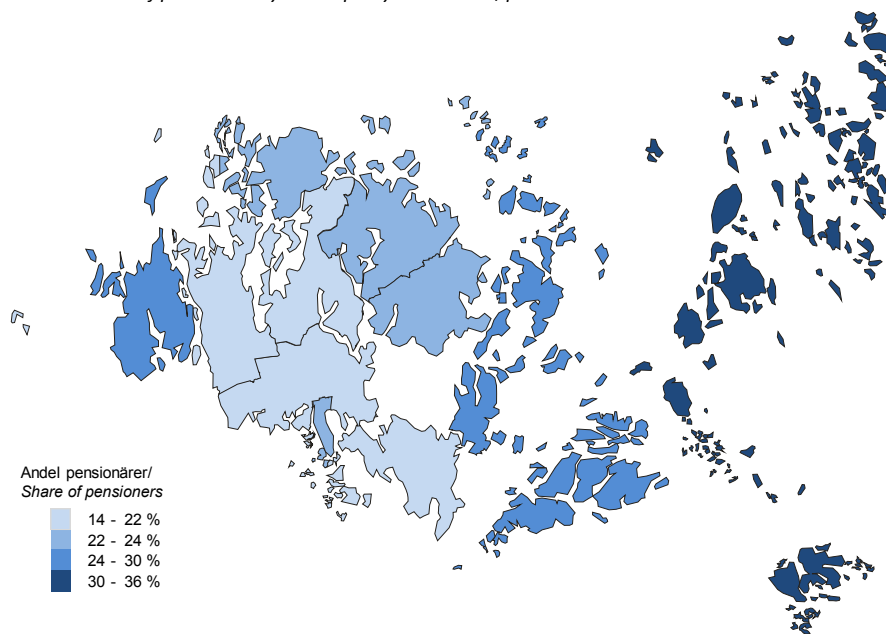 Andel pensionärer/
Share of pensioners
14 - 22 %
22 - 24 %
24 - 30 %
30 - 36 %